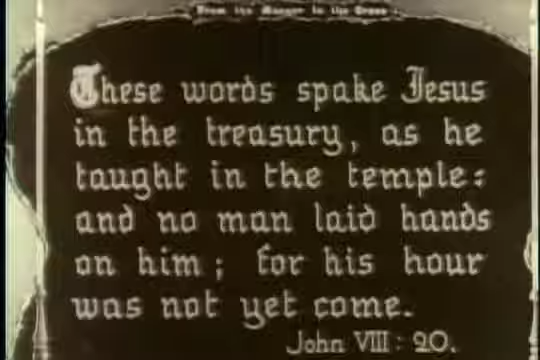 From the Manger to the Cross
These words spake Jesus
in the treasury, as he
taught in the temple:
and no man laid hands
on him; for his hour
was not yet come.
John VIII: 20.